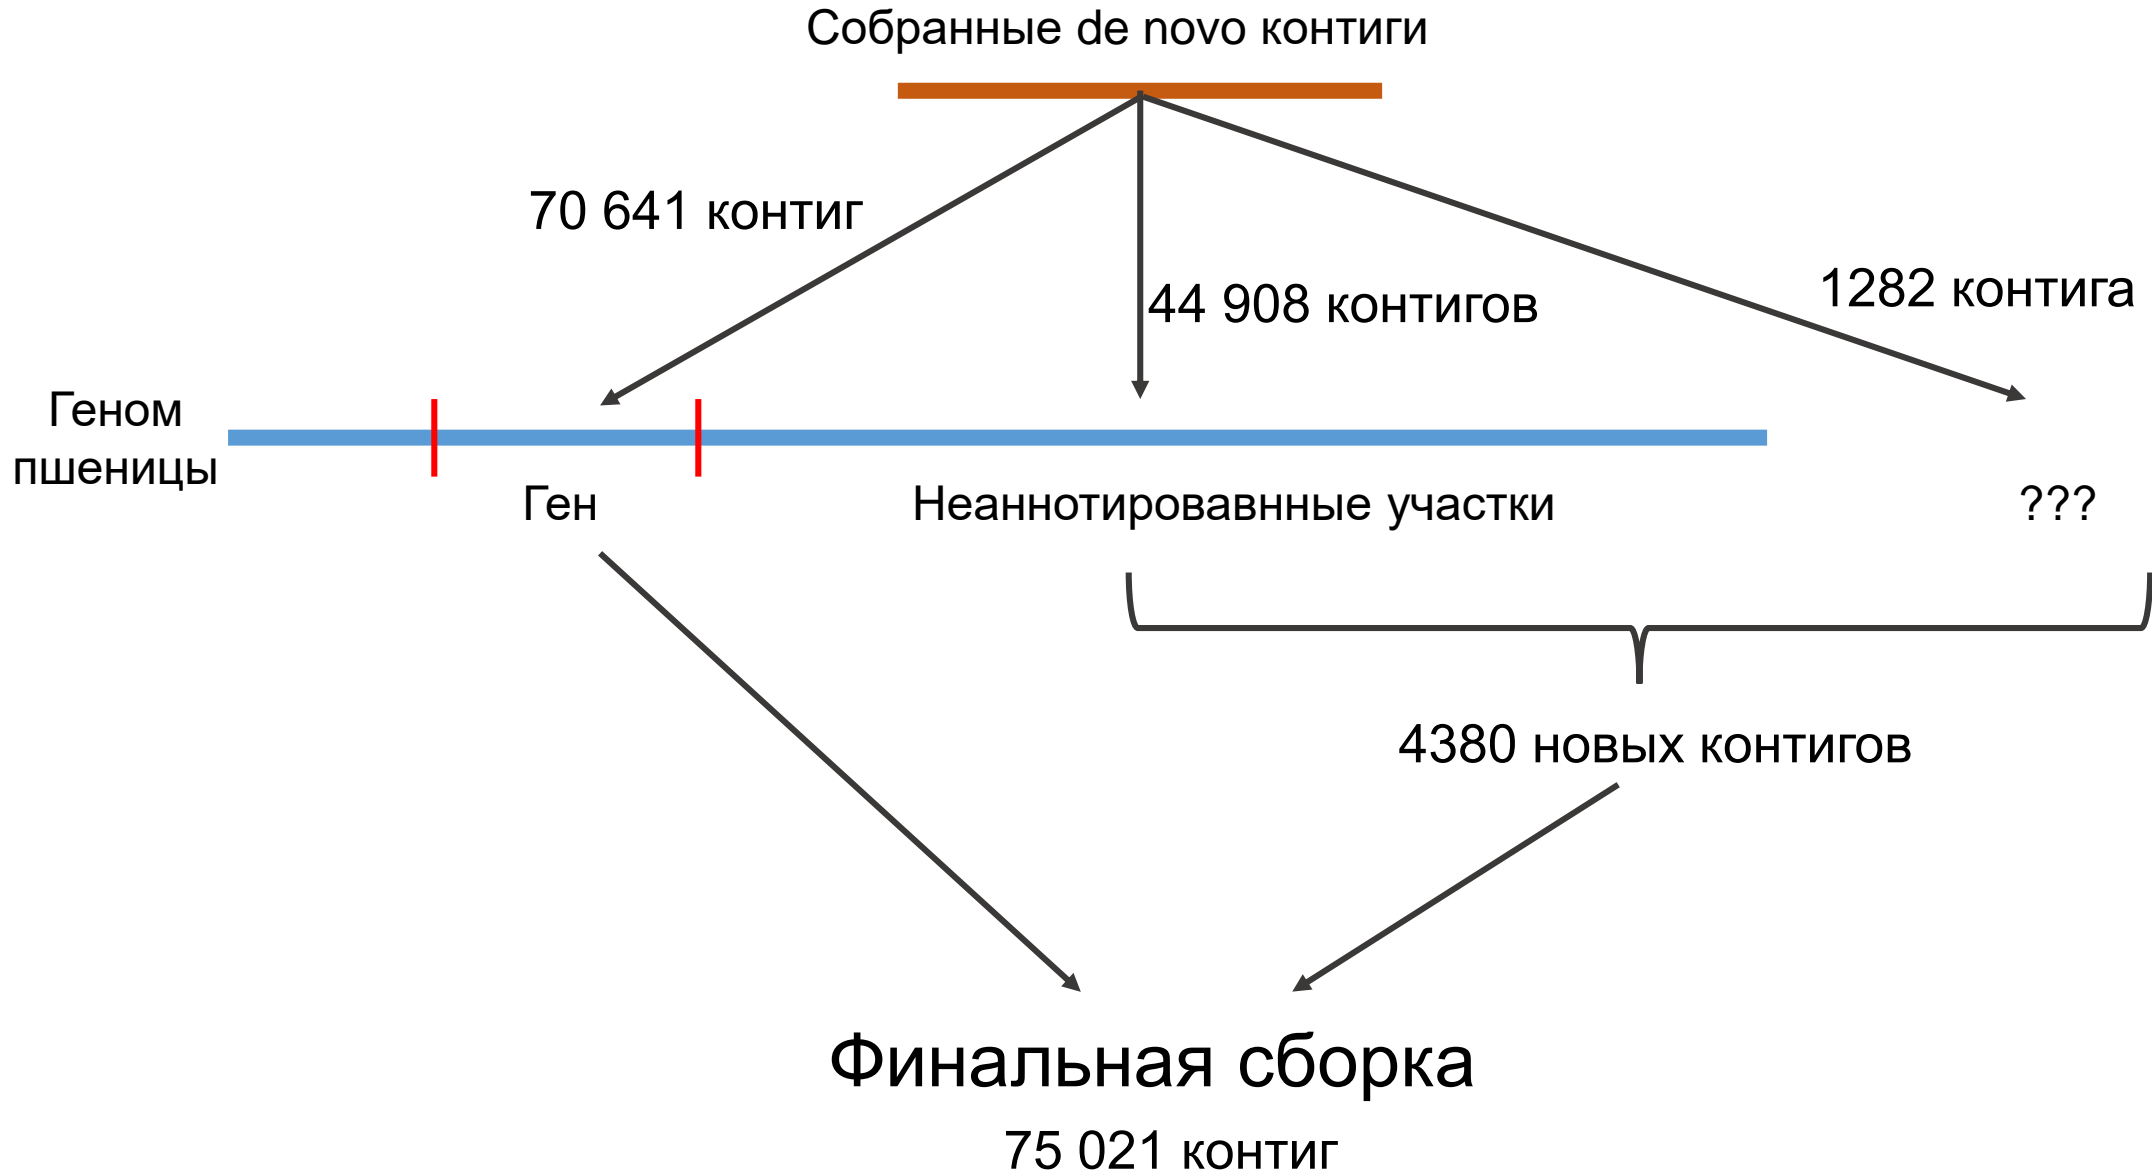 Собранные de novo контиги
70 641 контиг
1282 контига
44 908 контигов
Геном
пшеницы
Ген
Неаннотировавнные участки
???
4380 новых контигов
Финальная сборка
75 021 контиг